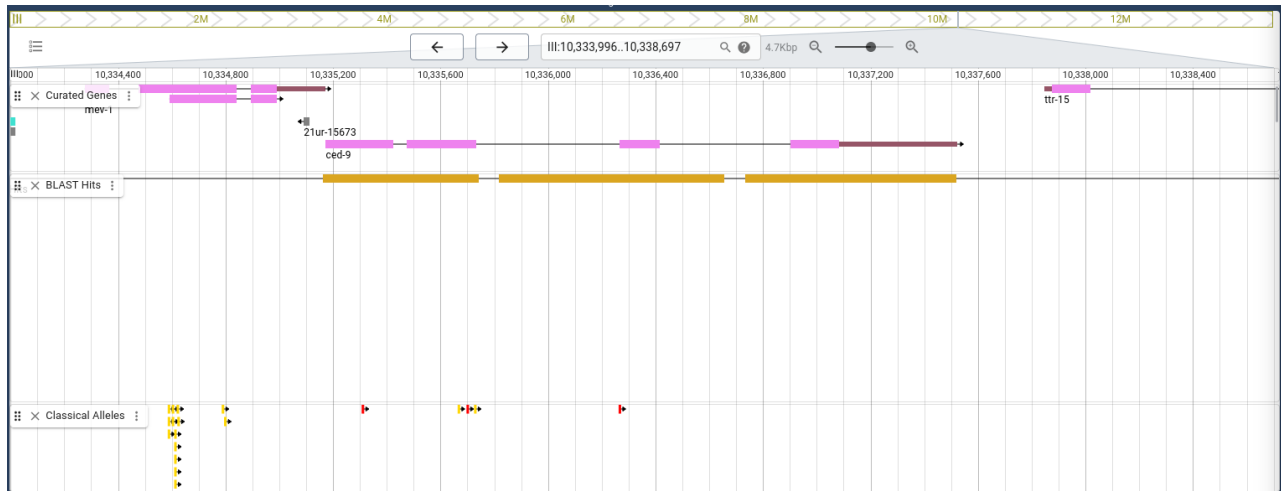 2M 4M 6M 8M 10M 12M
III:10,333,996..10,338,697 4.7Kbp
III 000 10,334,400 10,334,800 10,335,200 10,335,600 10,336,000 10,336,400 10,336,800 10,337,200 10,337,600 10,338,000 10,338,400
Curated Genes
mev-1
ttr-15
21ur-15673
ced-9
BLAST Hits
Classical Alleles